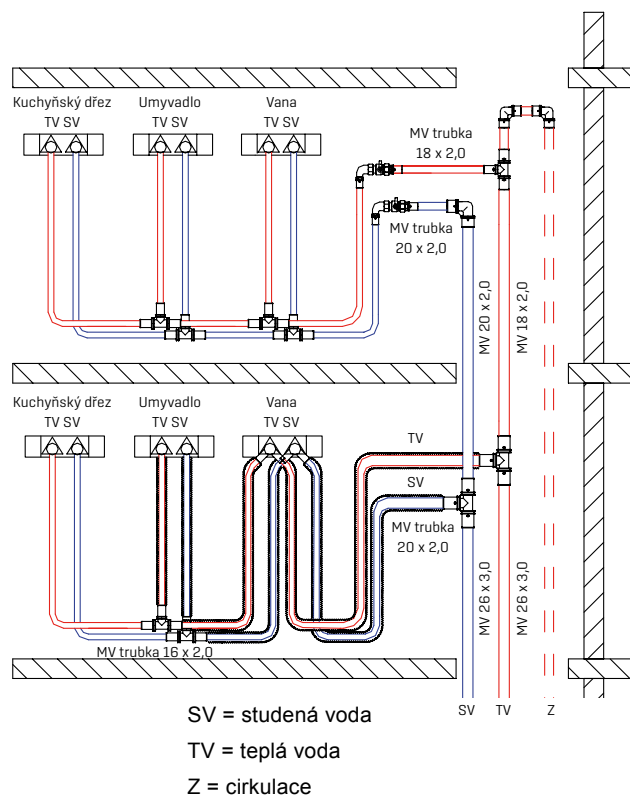 Kuchyňský dřez
TV SV
Umyvadlo
TV SV
Vana
TV SV
MV trubka
18 x 2,0
MV trubka
20 x 2,0
MV 20 x 2,0
MV 18 x 2,0
Kuchyňský dřez
TV SV
Umyvadlo
TV SV
Vana
TV SV
TV
SV
MV trubka
20 x 2,0
MV 26 x 3,0
MV 26 x 3,0
MV trubka 16 x 2,0
SV
TV
Z
SV = studená voda
TV = teplá voda
Z = cirkulace